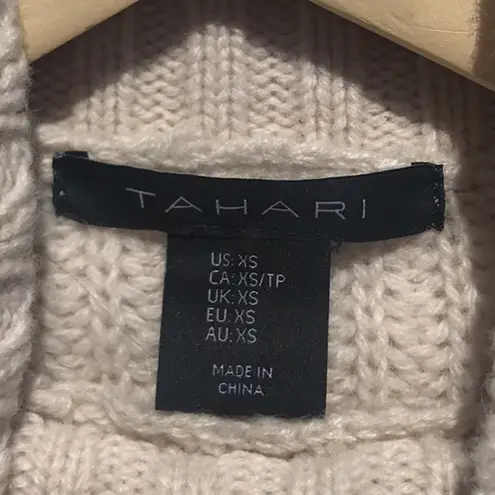 TAHARI
US: XS
CA: XS/TP
UK: XS
EU: XS
AU: XS
MADE IN
CHINA